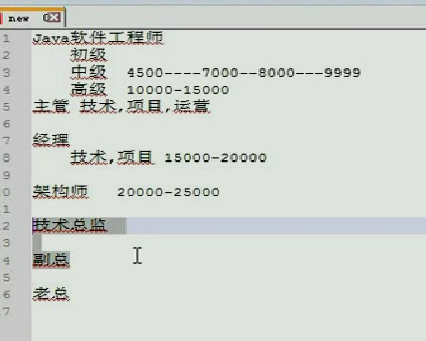 new
1 Java软件工程师
2 初级
3 中级 4500----7000--8000---9999
4 高级 10000-15000
5 主管 技术,项目,运营
6
7 经理
8 技术,项目 15000-20000
9
0 架构师 20000-25000
1
2 技术总监
3
4 副总
5
6 老总
7